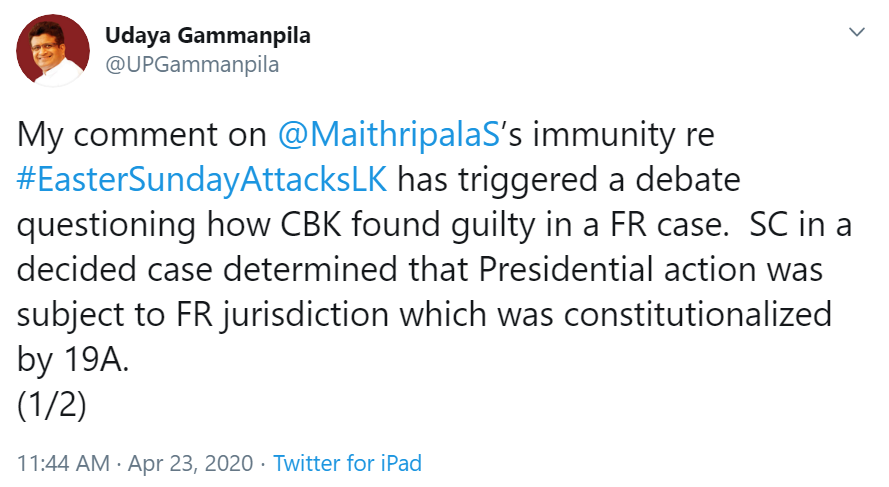 Udaya Gammanpila
@UPGammanpila
My comment on @MaithripalaS’s immunity re
#EasterSundayAttacksLK has triggered a debate
questioning how CBK found guilty in a FR case.  SC in a
decided case determined that Presidential action was
subject to FR jurisdiction which was constitutionalized
by 19A.
(1/2)
11:44 AM · Apr 23, 2020 · Twitter for iPad